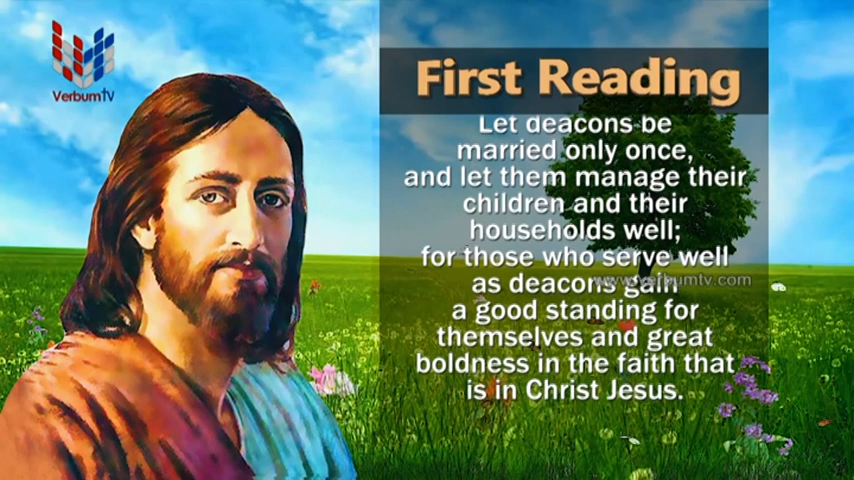 VerbumTV
First Reading
Let deacons be
married only once,
and let them manage their
children and their
households well;
for those who serve well
as deacons gain
www.verbumtv.com
a good standing for
themselves and great
boldness in the faith that
is in Christ Jesus.